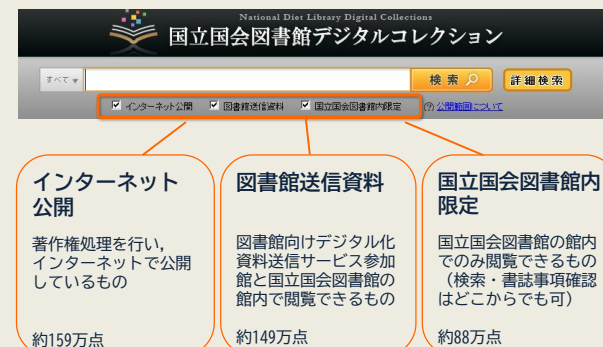 National Diet Library Digital Collections
国立国会図書館デジタルコレクション
すべて
検索
詳細検索
インターネット公開 図書館送信資料 国立国会図書館内限定 (?) 公開範囲について
インターネット
公開
著作権処理を行い，
インターネットで公開
しているもの
約159万点
図書館送信資料
図書館向けデジタル化
資料送信サービス参加
館と国立国会図書館の
館内で閲覧できるもの
約149万点
国立国会図書館内
限定
国立国会図書館の館内
でのみ閲覧できるもの
（検索・書誌事項確認
はどこからでも可）
約88万点